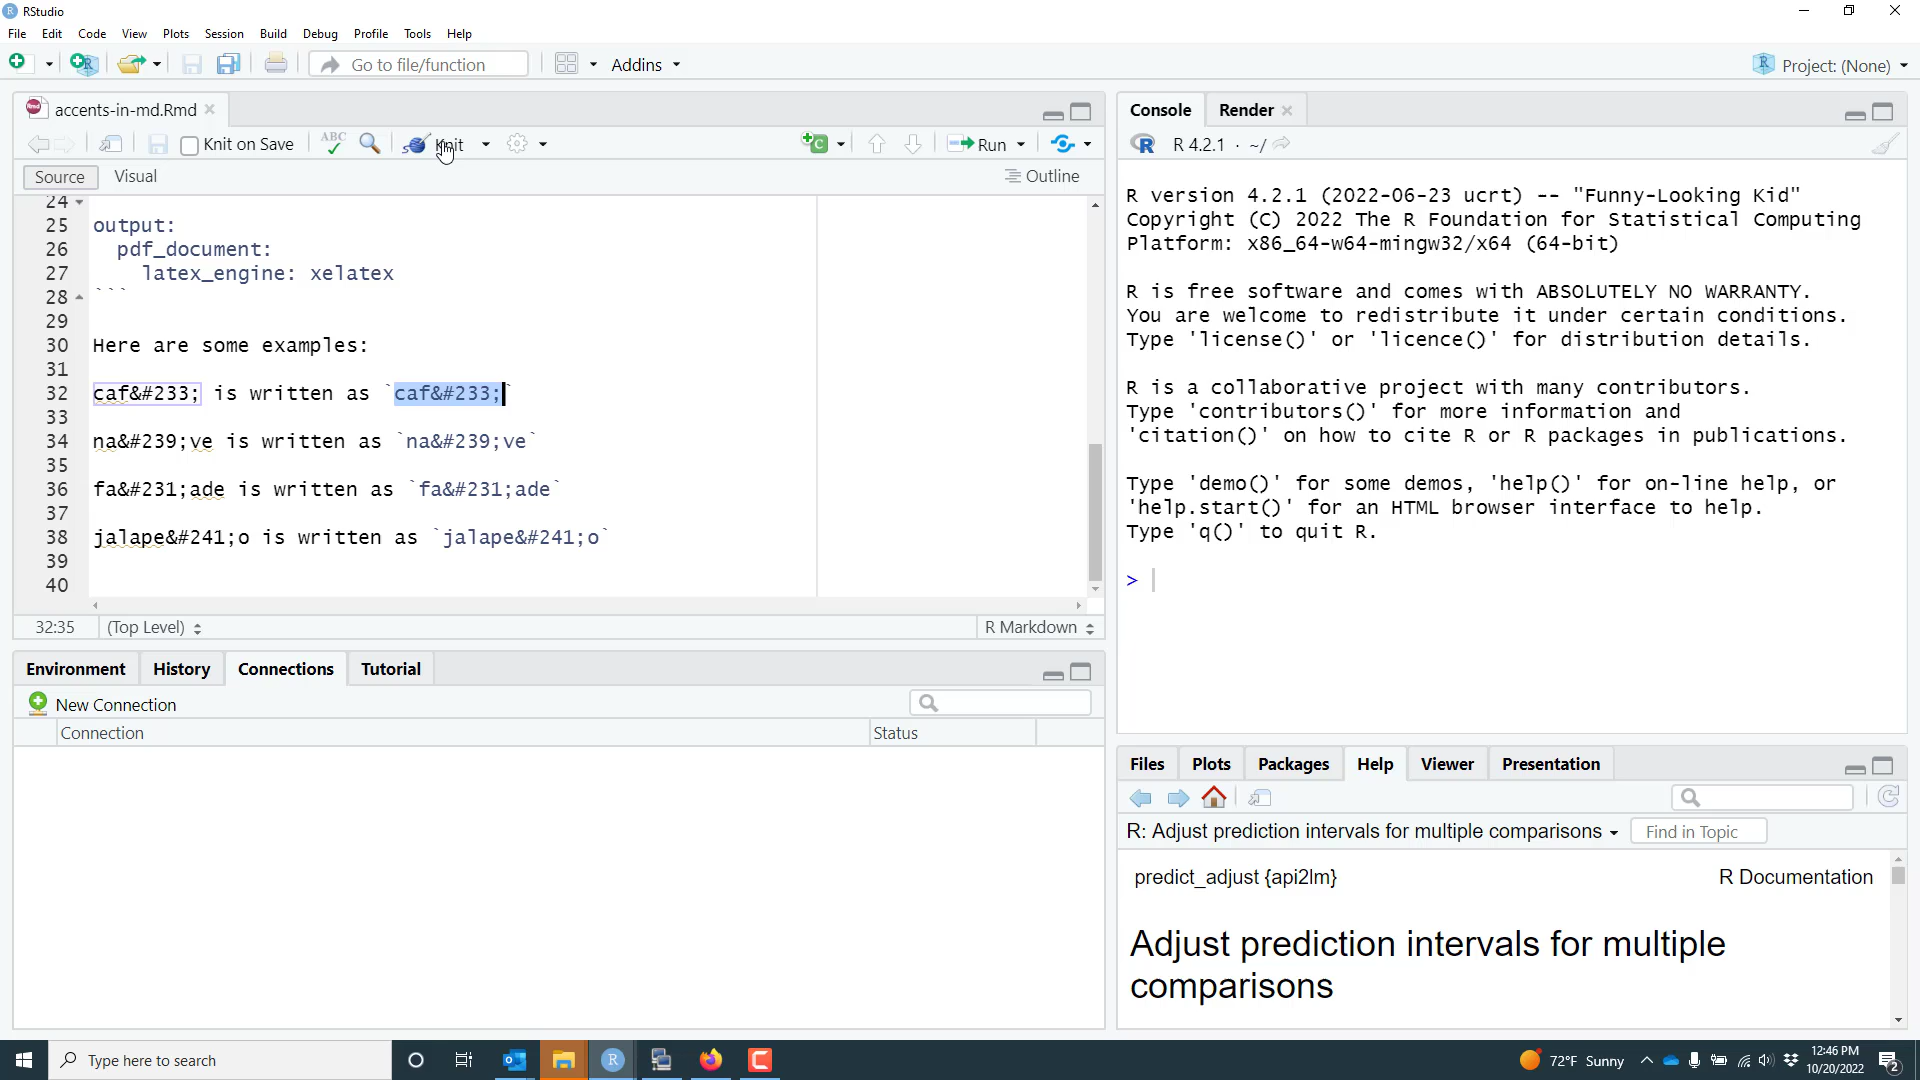 RStudio
File Edit Code View Plots Session Build Debug Profile Tools Help
Go to file/function Addins Project: (None)
accents-in-md.Rmd
Knit on Save ABC Knit Run
Source Visual Outline
24
25 output:
26 pdf_document:
27 latex_engine: xelatex
28 ```
29
30 Here are some examples:
31
32 caf&#233; is written as `caf&#233;`
33
34 na&#239;ve is written as `na&#239;ve`
35
36 fa&#231;ade is written as `fa&#231;ade`
37
38 jalape&#241;o is written as `jalape&#241;o`
39
40
32:35 (Top Level) R Markdown
Environment History Connections Tutorial
New Connection
Connection Status
Console Render
R 4.2.1 · ~/
R version 4.2.1 (2022-06-23 ucrt) -- "Funny-Looking Kid"
Copyright (C) 2022 The R Foundation for Statistical Computing
Platform: x86_64-w64-mingw32/x64 (64-bit)
R is free software and comes with ABSOLUTELY NO WARRANTY.
You are welcome to redistribute it under certain conditions.
Type 'license()' or 'licence()' for distribution details.
R is a collaborative project with many contributors.
Type 'contributors()' for more information and
'citation()' on how to cite R or R packages in publications.
Type 'demo()' for some demos, 'help()' for on-line help, or
'help.start()' for an HTML browser interface to help.
Type 'q()' to quit R.
>
Files Plots Packages Help Viewer Presentation
R: Adjust prediction intervals for multiple comparisons Find in Topic
predict_adjust {api2lm} R Documentation
Adjust prediction intervals for multiple
comparisons
Type here to search
72°F Sunny
12:46 PM
10/20/2022
2